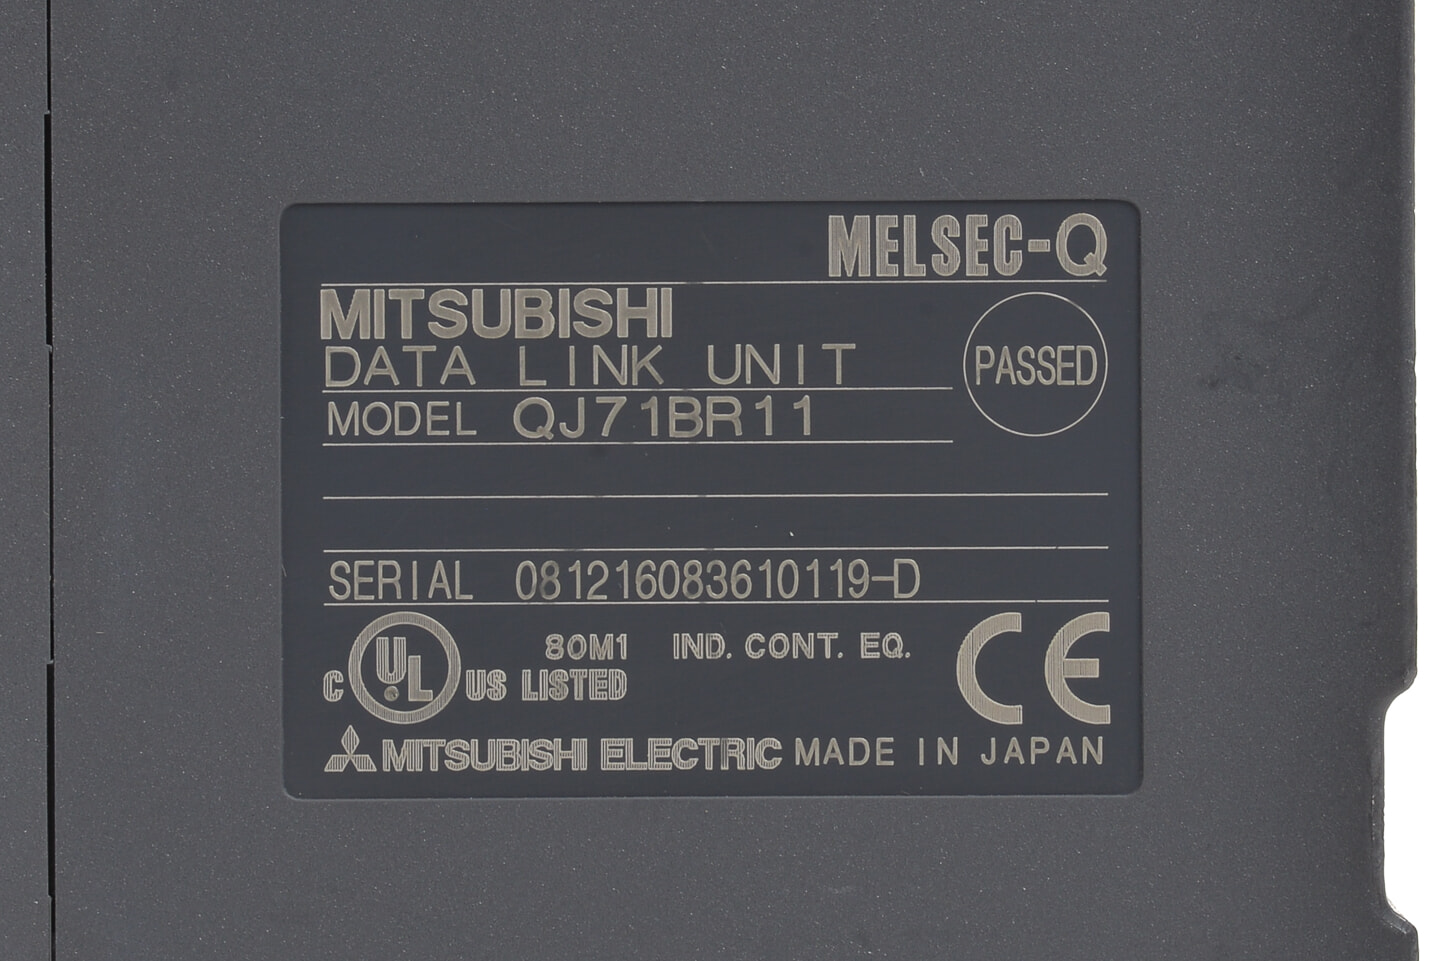 MELSEC-Q
MITSUBISHI
DATA LINK UNIT
PASSED
MODEL QJ71BR11
SERIAL 081216083610119-D
C UL US LISTED
80M1 IND. CONT. EQ.
CE
MITSUBISHI ELECTRIC MADE IN JAPAN